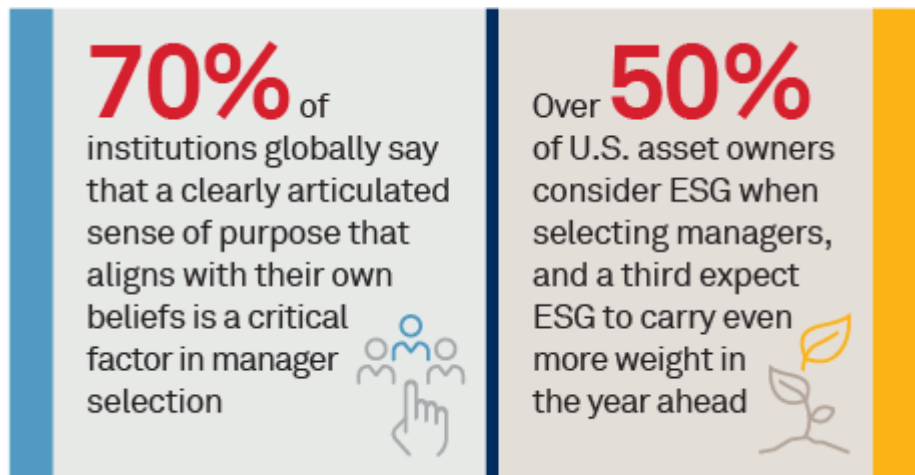 70% of
institutions globally say
that a clearly articulated
sense of purpose that
aligns with their own
beliefs is a critical
factor in manager
selection
Over 50%
of U.S. asset owners
consider ESG when
selecting managers,
and a third expect
ESG to carry even
more weight in
the year ahead